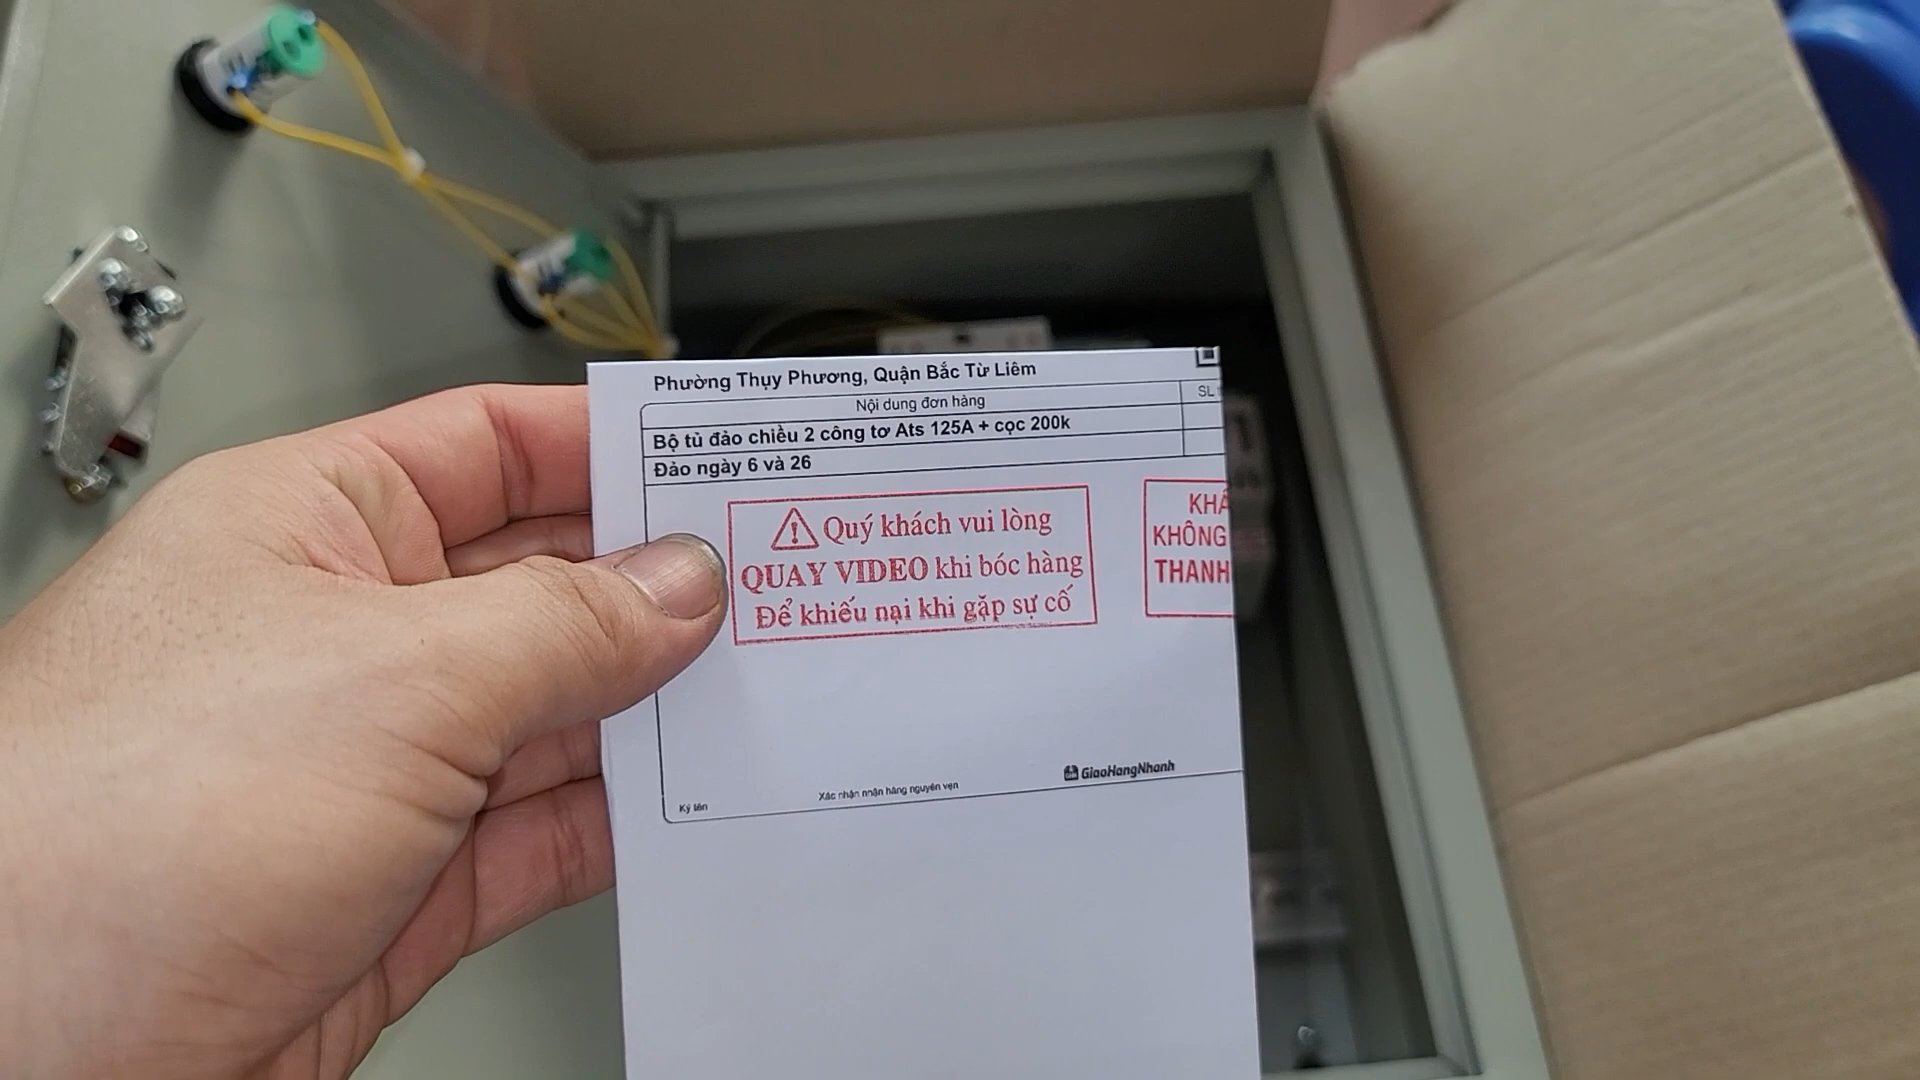 Phường Thụy Phương, Quận Bắc Từ Liêm
Nội dung đơn hàng
SL
Bộ tủ đảo chiều 2 công tơ Ats 125A + cọc 200k
Đảo ngày 6 và 26
Quý khách vui lòng
QUAY VIDEO khi bóc hàng
Để khiếu nại khi gặp sự cố
KHÁ
KHÔNG
THANH
GiaoHangNhanh
Xác nhận nhận hàng nguyên vẹn
Ký tên